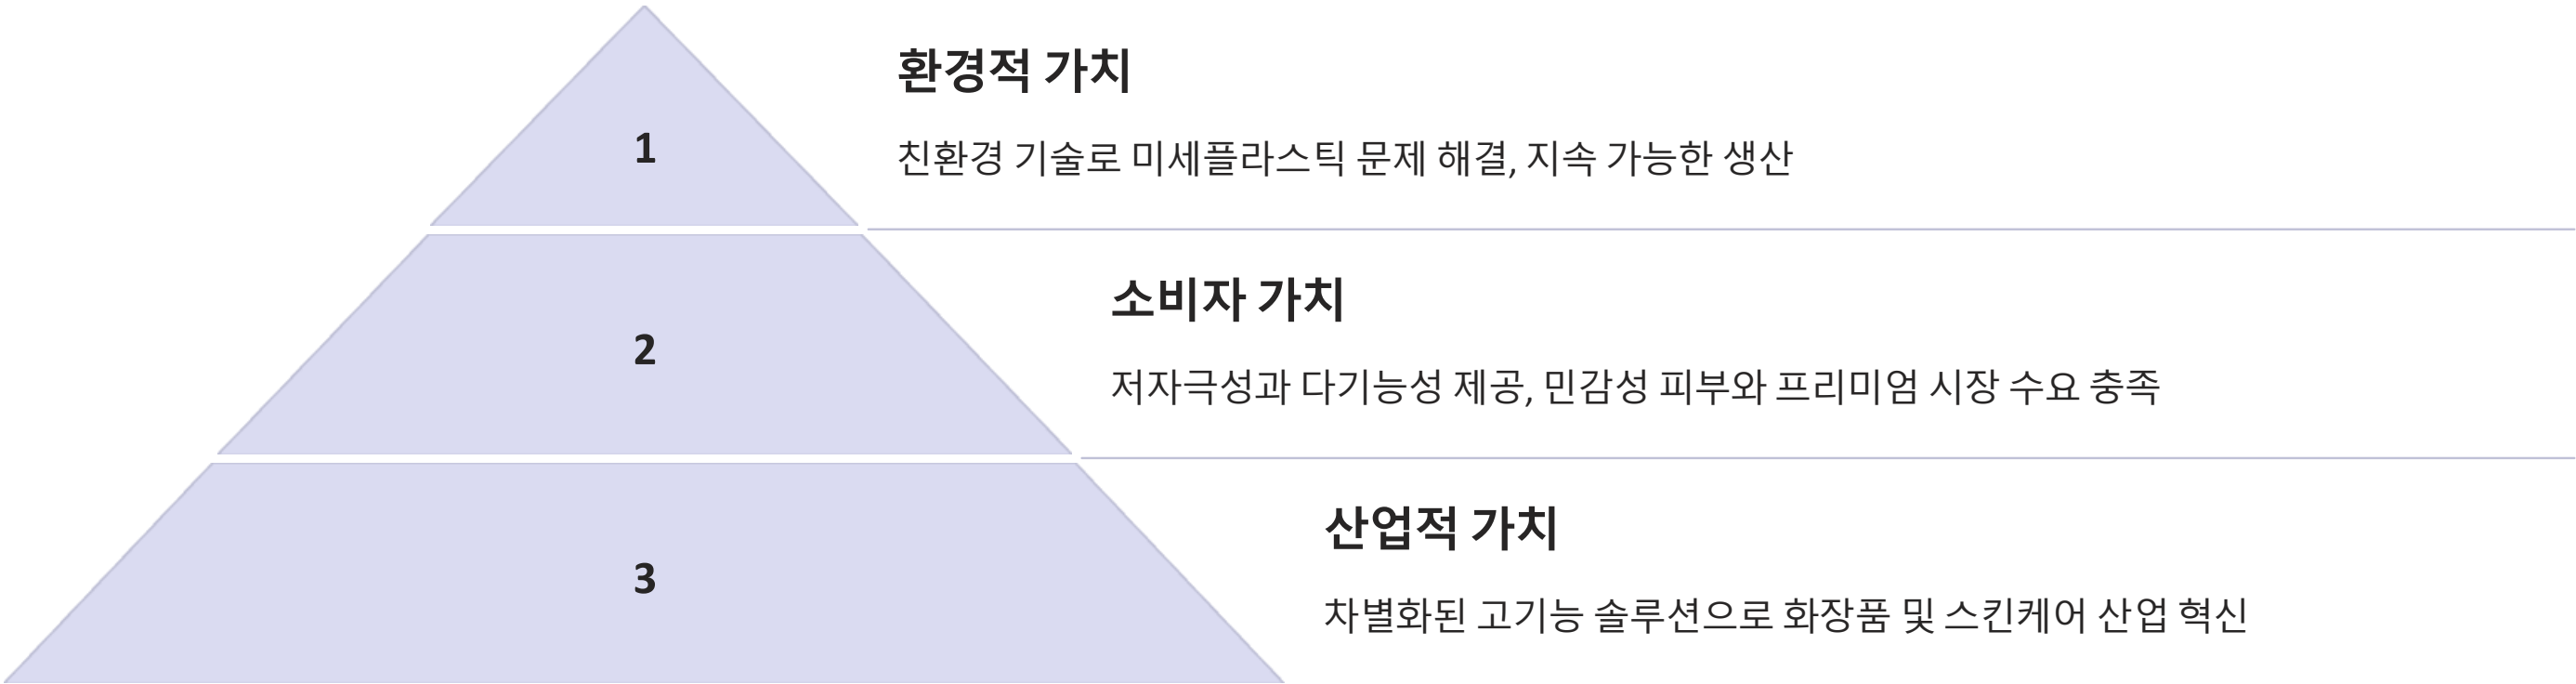 1
환경적 가치
친환경 기술로 미세플라스틱 문제 해결, 지속 가능한 생산
2
소비자 가치
저자극성과 다기능성 제공, 민감성 피부와 프리미엄 시장 수요 충족
3
산업적 가치
차별화된 고기능 솔루션으로 화장품 및 스킨케어 산업 혁신